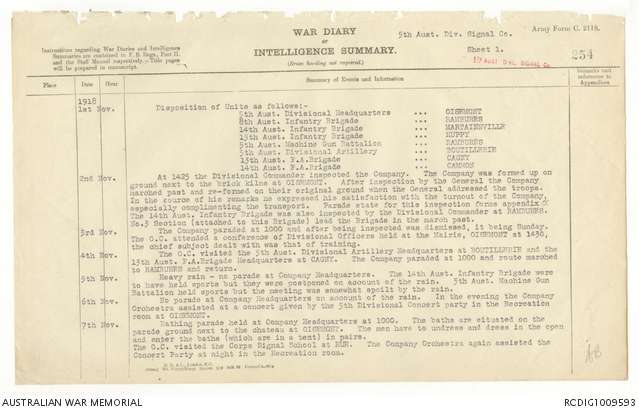 WAR DIARY
or
INTELLIGENCE SUMMARY.
(Erase heading not required.)
5th Aust. Div. Signal Co.
Sheet 1.
Army Form C. 2118.
254
Instructions regarding War Diaries and Intelligence
Summaries are contained in F.S. Regs., Part II.
and the Staff Manual respectively. Title pages
will be prepared in manuscript.
Place Date Hour Summary of Events and Information Remarks and
references to
Appendices
1918
1st Nov. Disposition of Units as follows:-
5th Aust. Divisional Headquarters ... OISEMONT
8th Aust. Infantry Brigade ... RAMBURES
14th Aust. Infantry Brigade ... MARTAINEVILLE
15th Aust. Infantry Brigade ... HUPPY
5th Aust. Machine Gun Battalion ... RAMBURES
5th Aust. Divisional Artillery ... BOUTILLERIE
13th Aust. F.A.Brigade ... CAGNY
14th Aust. F.A.Brigade ... CAMDOS
2nd Nov. At 1425 the Divisional Commander inspected the Company. The Company was formed up on
ground next to the brick kilns at OISEMONT. After inspection by the General the Company
marched past and re-formed on their original ground when the General addressed the troops.
In the course of his remarks he expressed his satisfaction with the turnout of the Company,
especially complimenting the transport. Parade state for this inspection forms appendix
The 14th Aust. Infantry Brigade was also inspected by the Divisional Commander at RAMBURES.
No.3 Section (attached to this Brigade) lead the Brigade in the march past.
3rd Nov. The Company paraded at 1000 and after being inspected was dismissed, it being Sunday.
The O.C. attended a conference of Divisional Officers held at the Mairie, OISEMONT at 1430,
the chief subject dealt with was that of training.
4th Nov. The O.C. visited the 5th Aust. Divisional Artillery Headquarters at BOUTILLERIE and the
13th Aust. F.A.Brigade Headquarters at CAGNY. The Company paraded at 1000 and route marched
to RAMBURES and return.
5th Nov. Heavy rain - no parade at Company Headquarters. The 14th Aust. Infantry Brigade were
to have held sports but they were postponed on account of the rain. 5th Aust. Machine Gun
Battalion held sports but the meeting was somewhat spoilt by the rain.
6th Nov. No parade at Company Headquarters on account of the rain. In the evening the Company
Orchestra assisted at a concert given by the 5th Divisional Concert party in the Recreation
room at OISEMONT.
7th Nov. Bathing parade held at Company Headquarters at 1000. The baths are situated on the
parade ground next to the chateau at OISEMONT. The men have to undress and dress in the open
and enter the baths (which are in a tent) in pairs.
The O.C. visited the Corps Signal School at RUE. The Company Orchestra again assisted the
Concert Party at night in the Recreation room.
AUSTRALIAN WAR MEMORIAL
RCDIG1009593